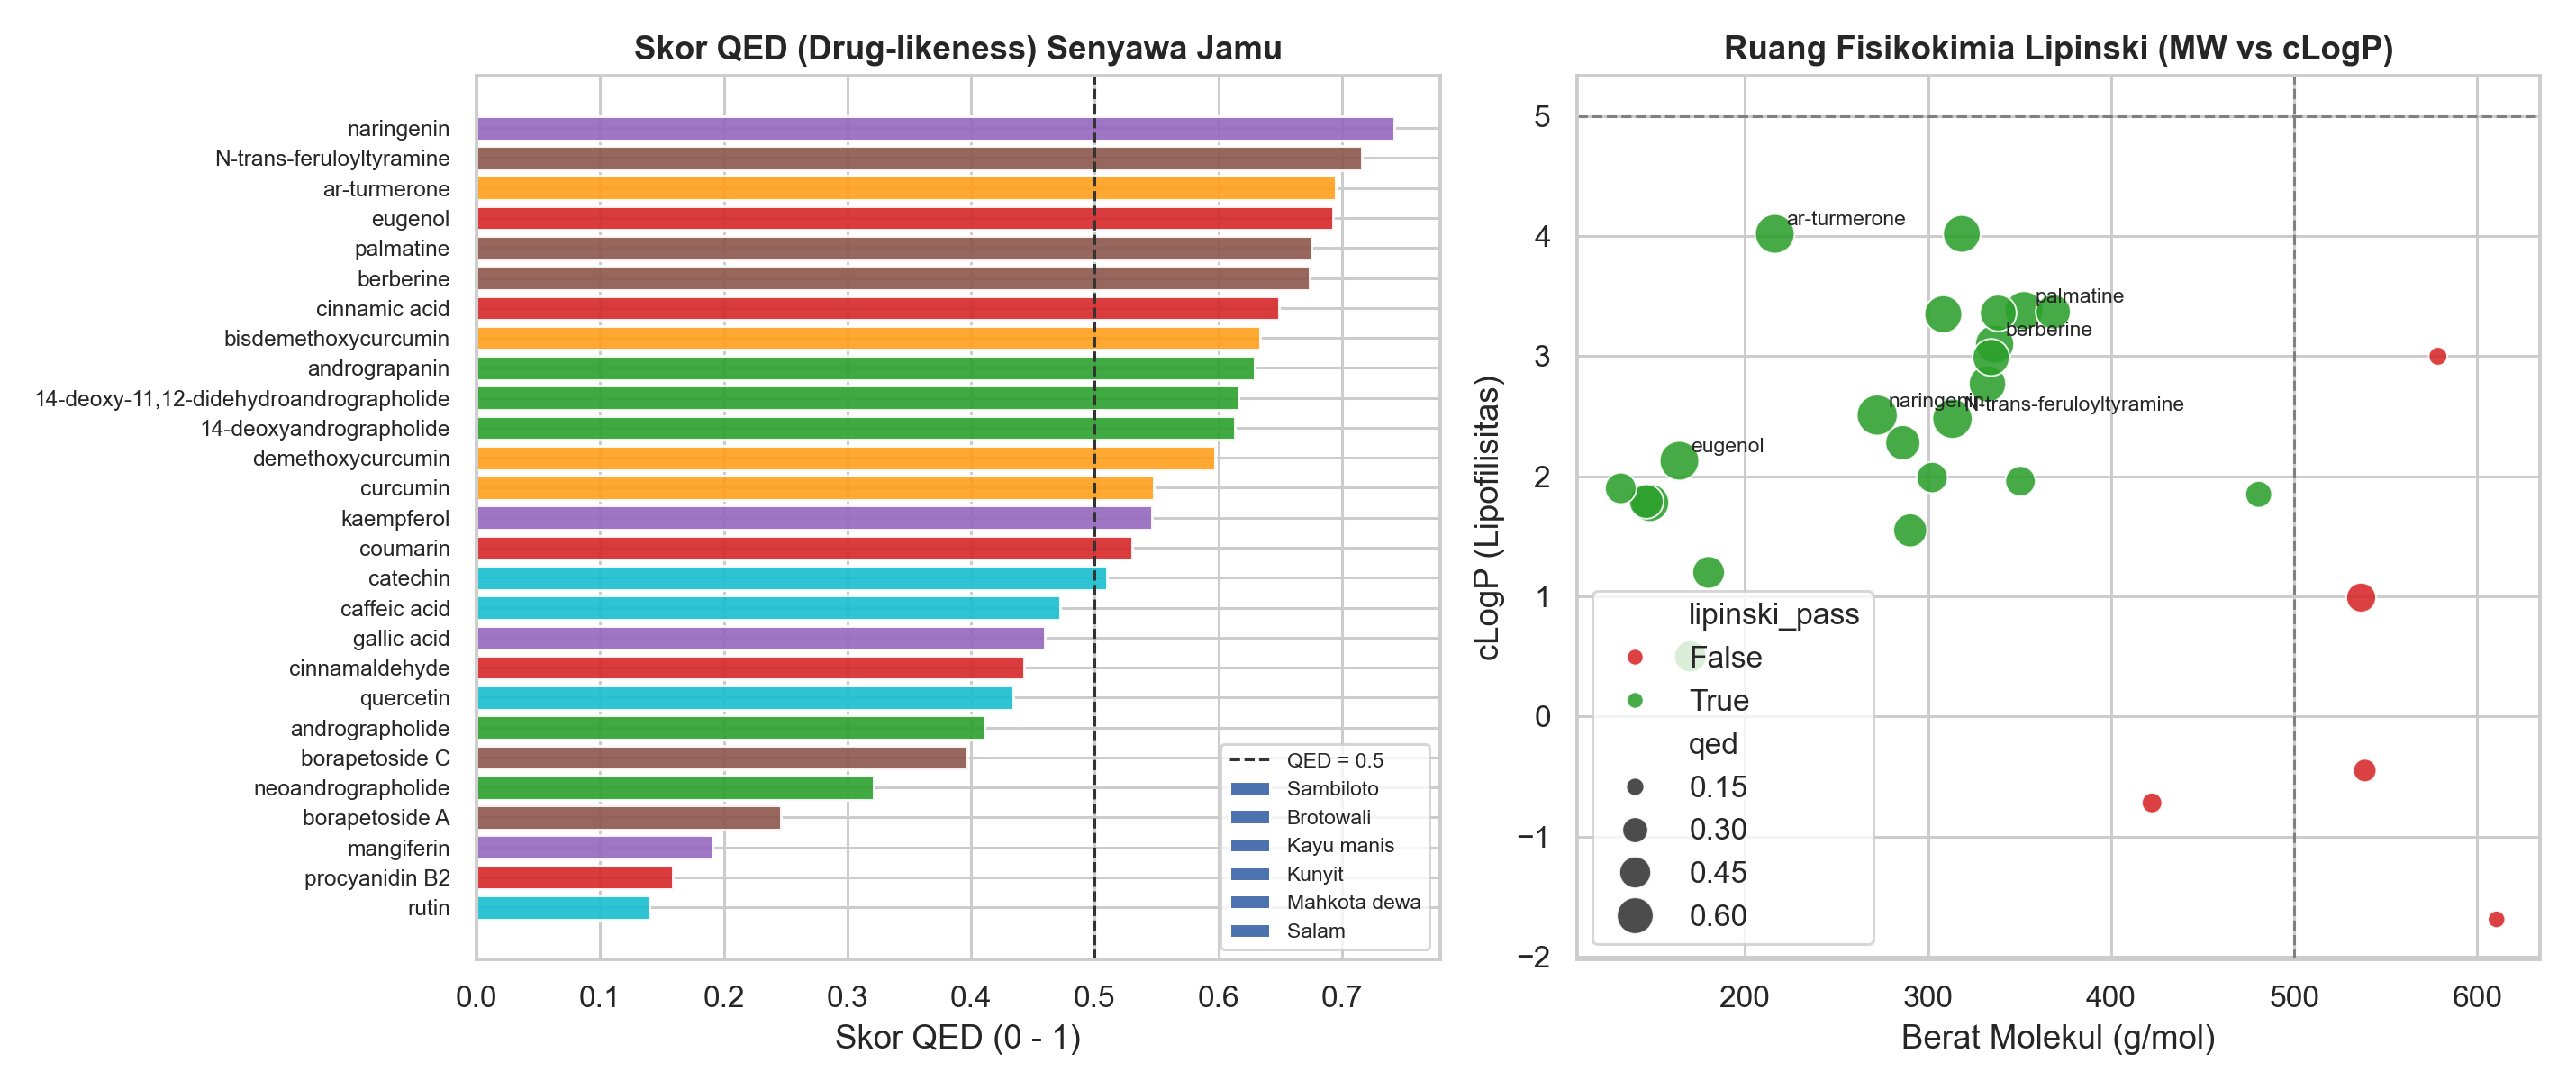 Skor QED (Drug-likeness) Senyawa Jamu
naringenin
N-trans-feruloyltyramine
ar-turmerone
eugenol
palmatine
berberine
cinnamic acid
bisdemethoxycurcumin
andrograpanin
14-deoxy-11,12-didehydroandrographolide
14-deoxyandrographolide
demethoxycurcumin
curcumin
kaempferol
coumarin
catechin
caffeic acid
gallic acid
cinnamaldehyde
quercetin
andrographolide
borapetoside C
neoandrographolide
borapetoside A
mangiferin
procyanidin B2
rutin
QED = 0.5
Sambiloto
Brotowali
Kayu manis
Kunyit
Mahkota dewa
Salam
0.0 0.1 0.2 0.3 0.4 0.5 0.6 0.7
Skor QED (0 - 1)
Ruang Fisikokimia Lipinski (MW vs cLogP)
cLogP (Lipofilisitas)
5
4
3
2
1
0
−1
−2
ar-turmerone
palmatine
berberine
naringenin
N-trans-feruloyltyramine
eugenol
lipinski_pass
False
True
qed
0.15
0.30
0.45
0.60
200 300 400 500 600
Berat Molekul (g/mol)